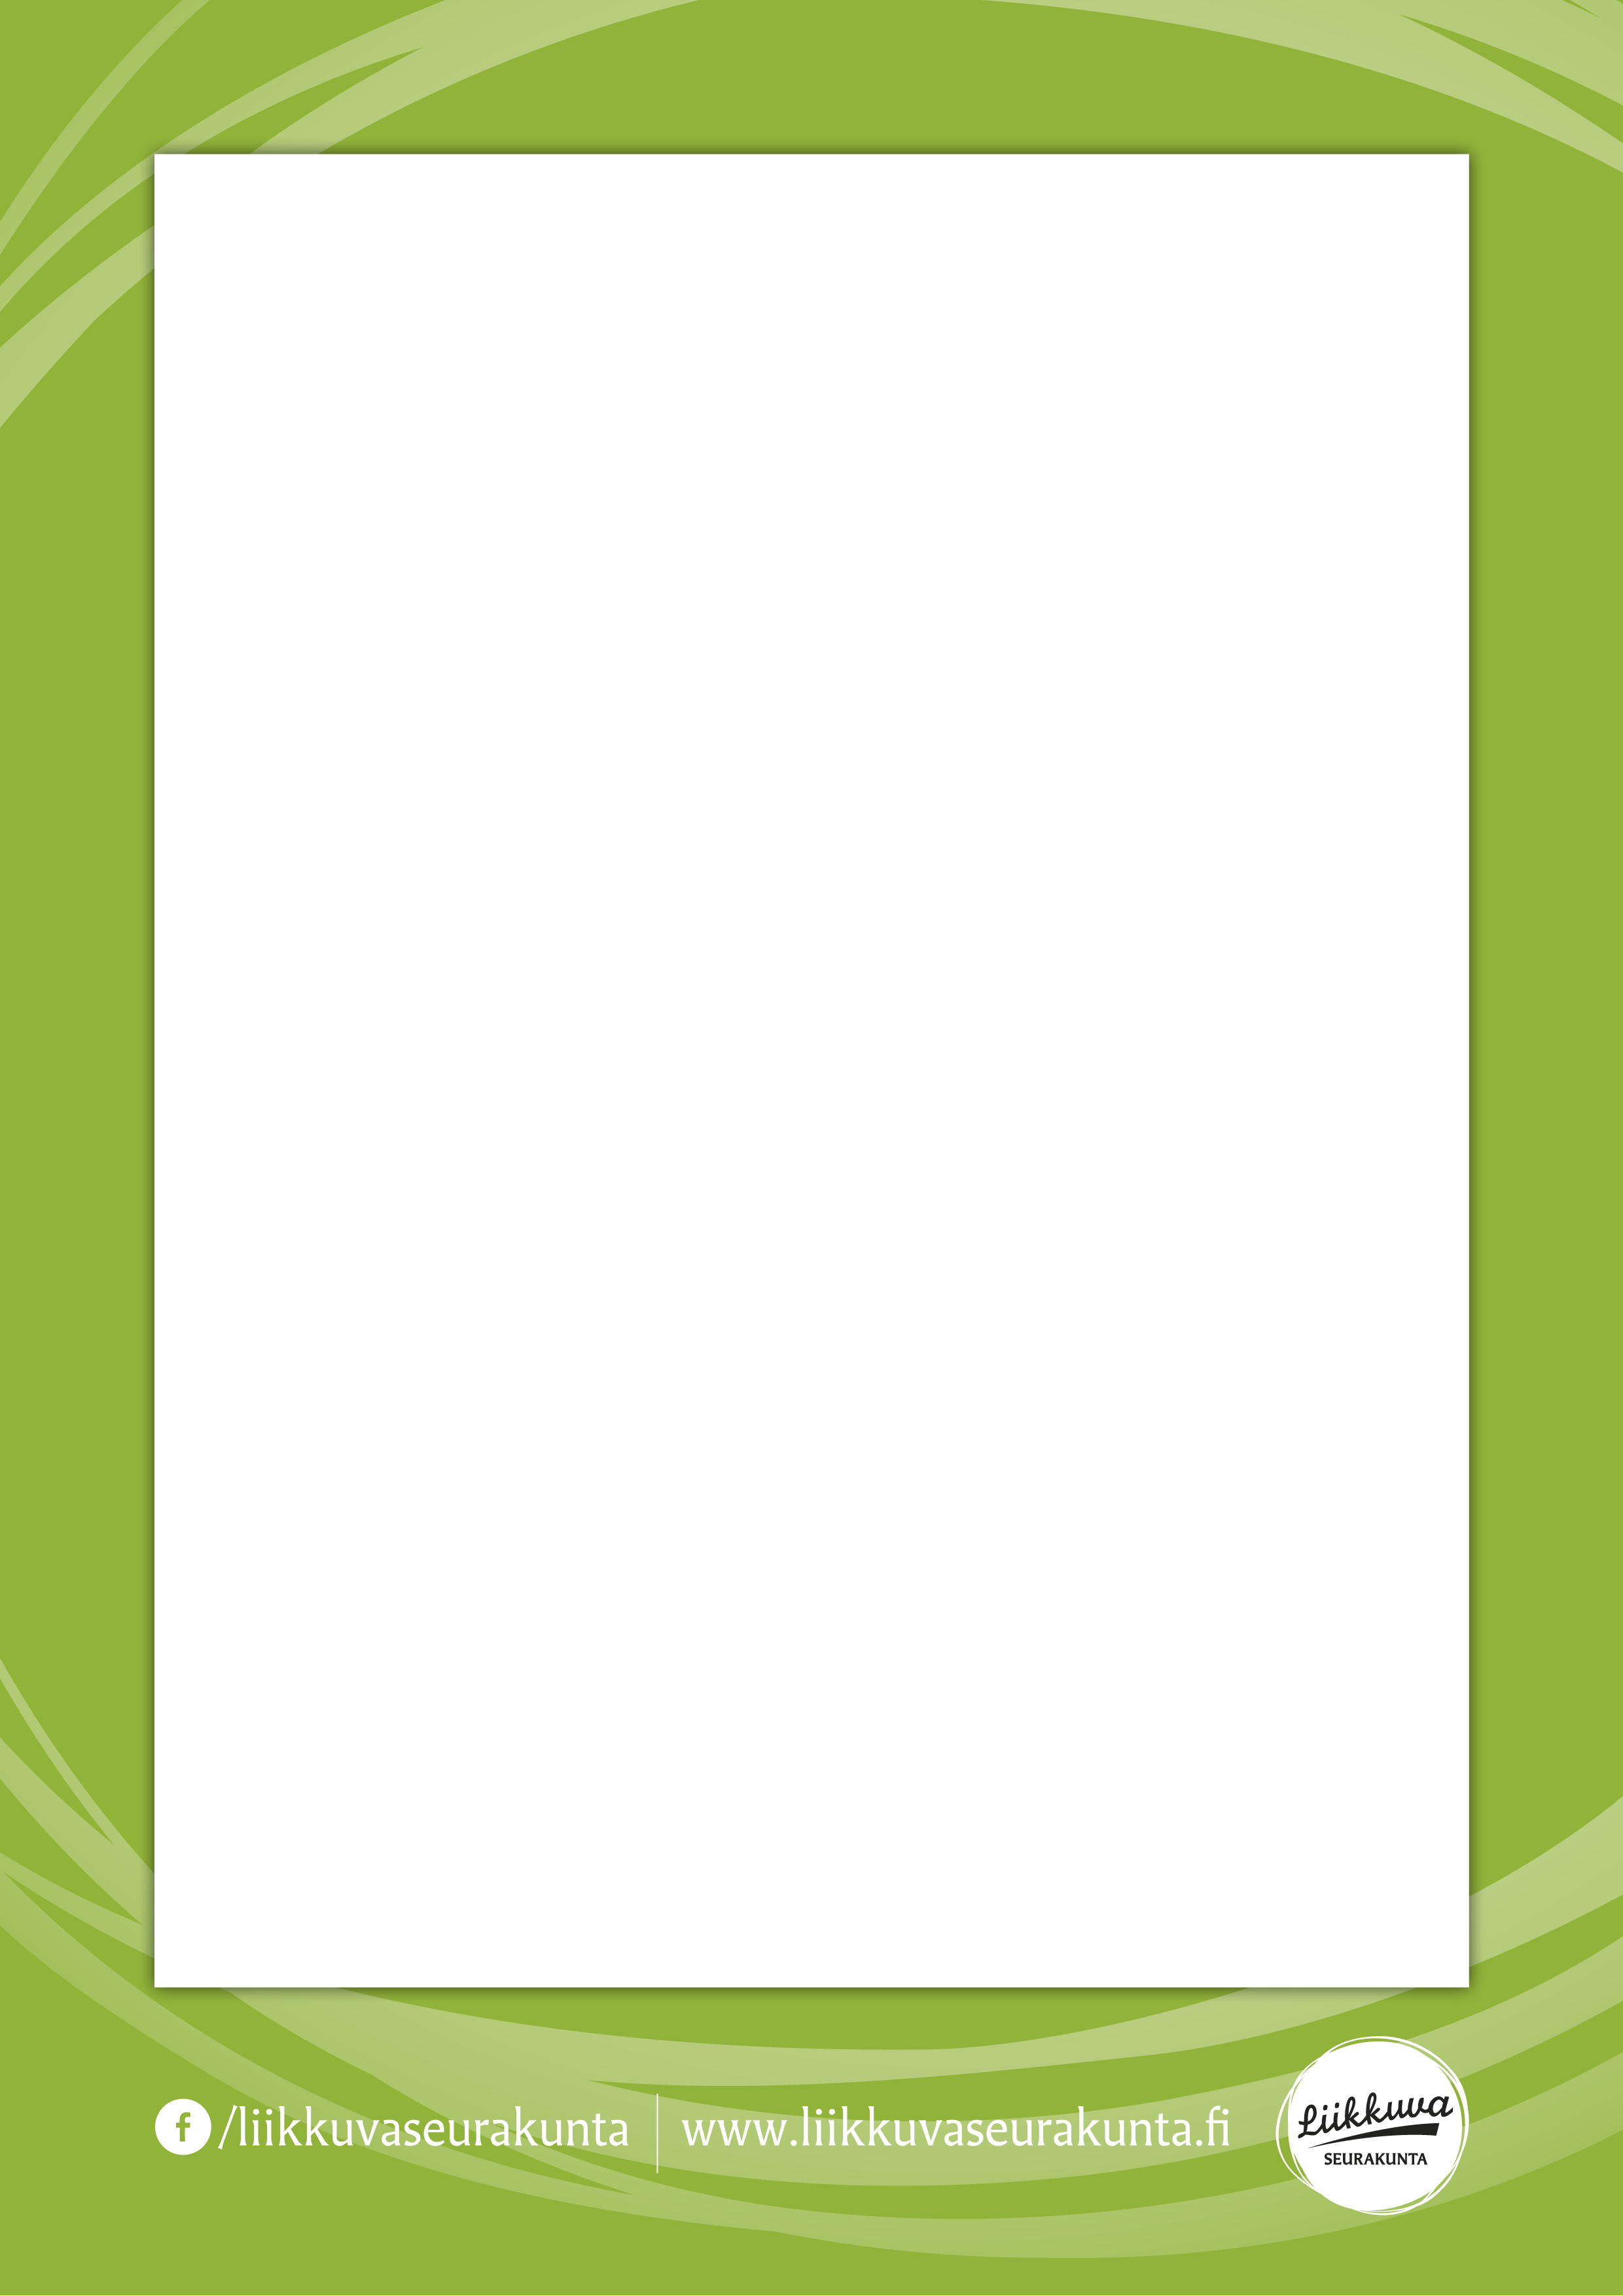 f /liikkuvaseurakunta
www.liikkuvaseurakunta.fi
Liikkuva
SEURAKUNTA